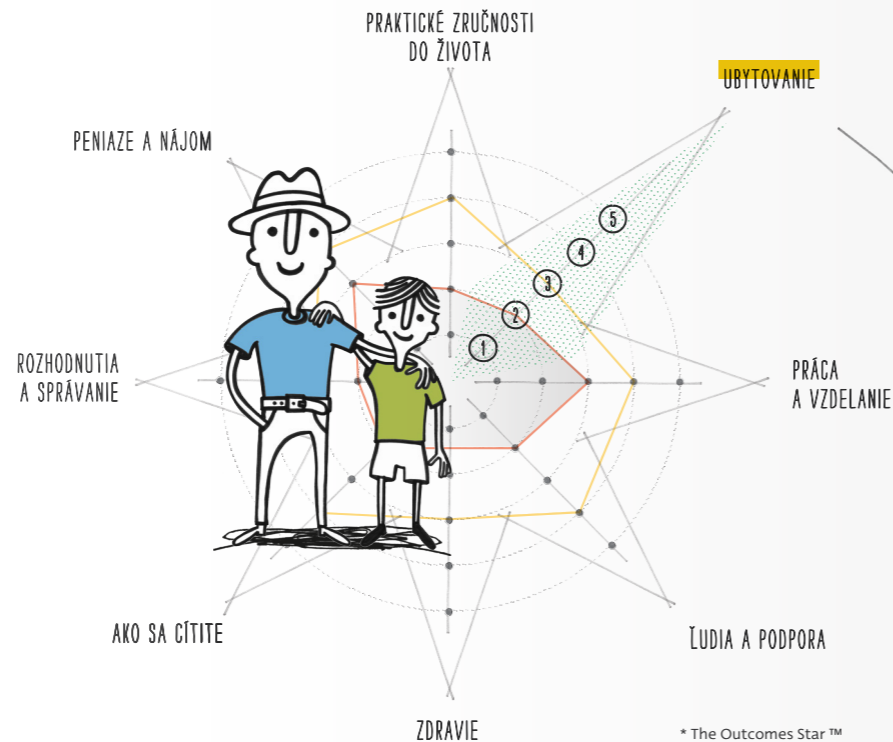 PRAKTICKÉ ZRUČNOSTI
DO ŽIVOTA
UBYTOVANIE
PENIAZE A NÁJOM
5
4
3
2
1
ROZHODNUTIA
A SPRÁVANIE
PRÁCA
A VZDELANIE
AKO SA CÍTITE
ĽUDIA A PODPORA
ZDRAVIE
* The Outcomes Star ™